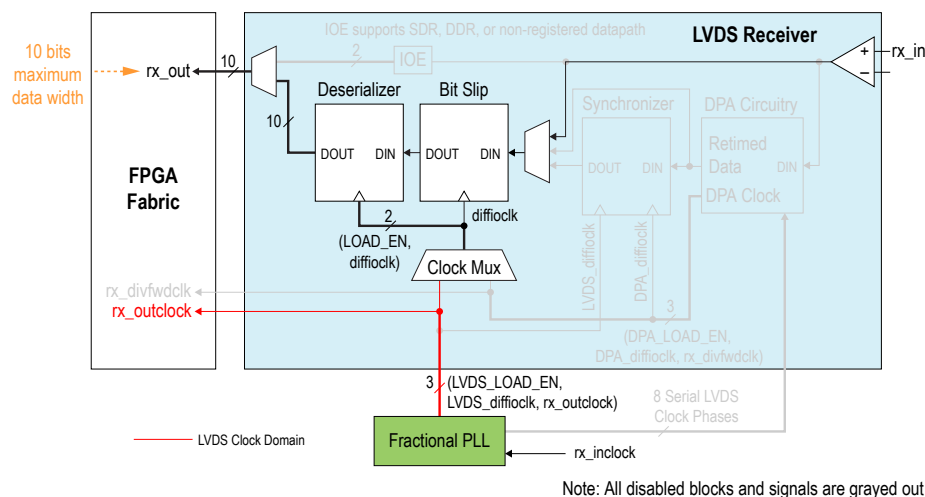 IOE supports SDR, DDR, or non-registered datapath
LVDS Receiver
rx_in
+
–
2
IOE
10 bits
maximum
data width
rx_out
10
Deserializer
Bit Slip
Synchronizer
DPA Circuitry
10
DOUT
DIN
DOUT
DIN
DOUT
DIN
Retimed
Data
DIN
DPA Clock
FPGA
Fabric
2
(LOAD_EN,
diffioclk)
diffioclk
LVDS_diffioclk
DPA_diffioclk
Clock Mux
rx_divfwdclk
rx_outclock
3
(DPA_LOAD_EN,
DPA_diffioclk, rx_divfwdclk)
3
(LVDS_LOAD_EN,
LVDS_diffioclk, rx_outclock)
8 Serial LVDS
Clock Phases
LVDS Clock Domain
Fractional PLL
rx_inclock
Note: All disabled blocks and signals are grayed out